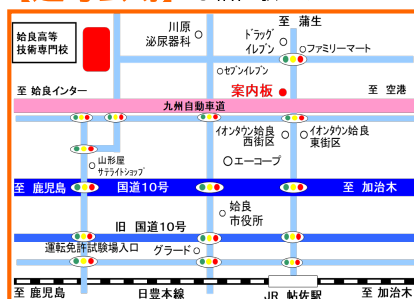 至 蒲生
川原
泌尿器科
ドラッグ
イレブン
ファミリーマート
姶良高等
技術専門校
セブンイレブン
案内板
至 姶良インター
至 空港
九州自動車道
イオンタウン姶良
西街区
イオンタウン姶良
東街区
山形屋
サテライトショップ
エーコープ
至 鹿児島
国道10号
至 加治木
姶良
市役所
旧 国道10号
運転免許試験場入口
グラード
至 鹿児島
日豊本線
JR 帖佐駅
至 加治木